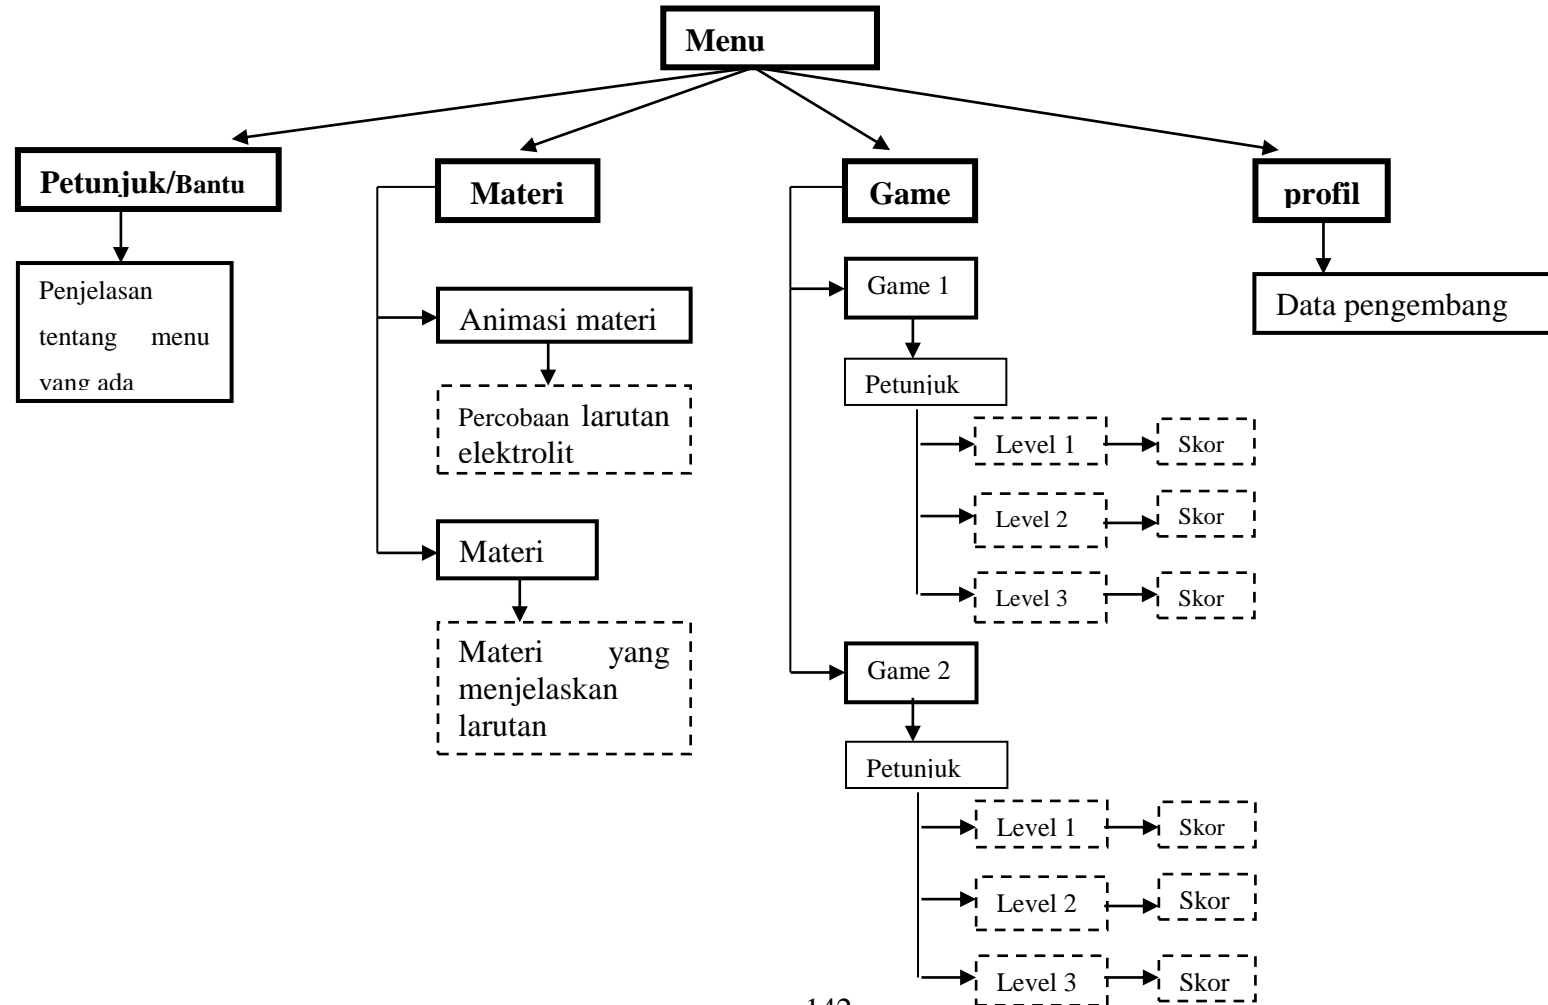 Menu
Petunjuk/Bantu
Materi
Game
profil
Penjelasan
tentang menu
yang ada
Animasi materi
Percobaan larutan
elektrolit
Materi
Materi yang
menjelaskan
larutan
Game 1
Petunjuk
Level 1
Skor
Level 2
Skor
Level 3
Skor
Game 2
Petunjuk
Level 1
Skor
Level 2
Skor
Level 3
Skor
Data pengembang
142